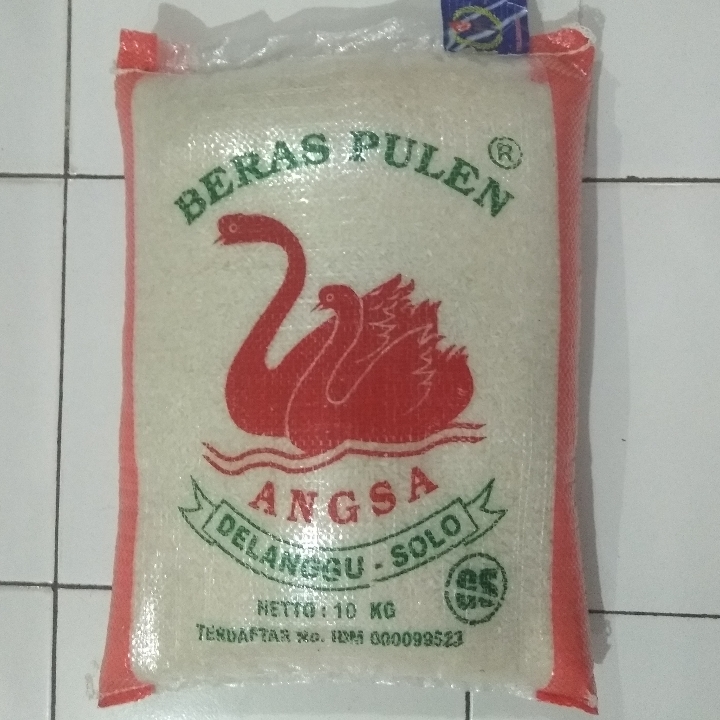 BERAS PULEN ®
ANGSA
DELANGGU - SOLO
NETTO : 10 KG
TERDAFTAR No. IDM 000099523